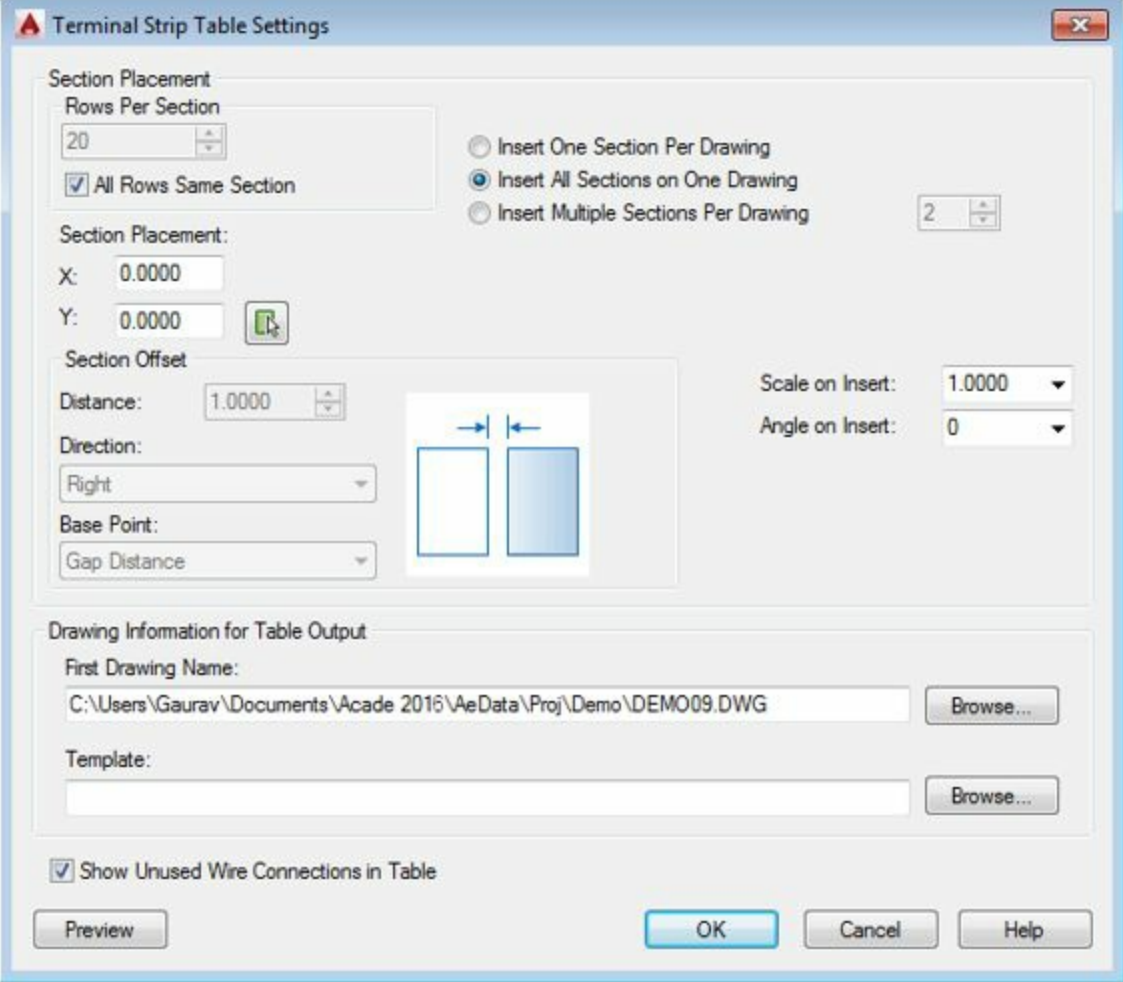 Terminal Strip Table Settings
Section Placement
Rows Per Section
20
All Rows Same Section
Insert One Section Per Drawing
Insert All Sections on One Drawing
Insert Multiple Sections Per Drawing 2
Section Placement:
X: 0.0000
Y: 0.0000
Section Offset
Distance: 1.0000
Direction:
Right
Base Point:
Gap Distance
Scale on Insert: 1.0000
Angle on Insert: 0
Drawing Information for Table Output
First Drawing Name:
C:\Users\Gaurav\Documents\Acade 2016\AeData\Proj\Demo\DEMO09.DWG Browse...
Template:
Browse...
Show Unused Wire Connections in Table
Preview OK Cancel Help